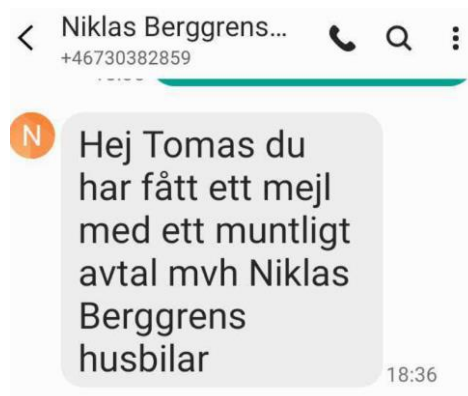 Niklas Berggrens...
+46730382859
N
Hej Tomas du
har fått ett mejl
med ett muntligt
avtal mvh Niklas
Berggrens
husbilar
18:36